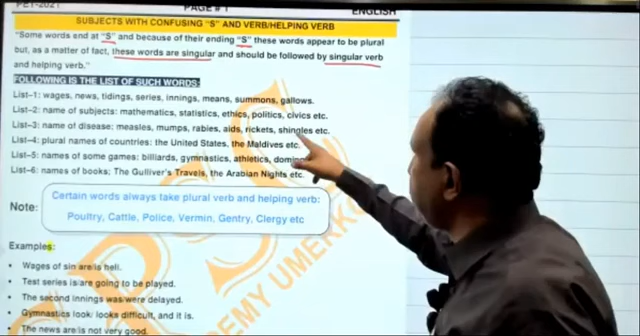 PET-2021 PAGE # 1 ENGLISH
SUBJECTS WITH CONFUSING "S" AND VERB/HELPING VERB
"Some words end at "S" and because of their ending "S" these words appear to be plural
but, as a matter of fact, these words are singular and should be followed by singular verb
and helping verb."
FOLLOWING IS THE LIST OF SUCH WORDS:
List–1: wages, news, tidings, series, innings, means, summons, gallows.
List–2: name of subjects: mathematics, statistics, ethics, politics, civics etc.
List–3: name of disease: measles, mumps, rabies, aids, rickets, shingles etc.
List–4: plural names of countries: the United States, the Maldives etc.
List–5: names of some games: billiards, gymnastics, athletics,
List–6: names of books: The Gulliver's Travels, the Arabian Nights etc.
Note:
Certain words always take plural verb and helping verb:
Poultry, Cattle, Police, Vermin, Gentry, Clergy etc
Examples:
• Wages of sin are/is hell.
• Test series is/are going to be played.
• The second innings was/were delayed.
• Gymnastics look/ looks difficult, and it is.
• The news are/is not very good.
UMERK